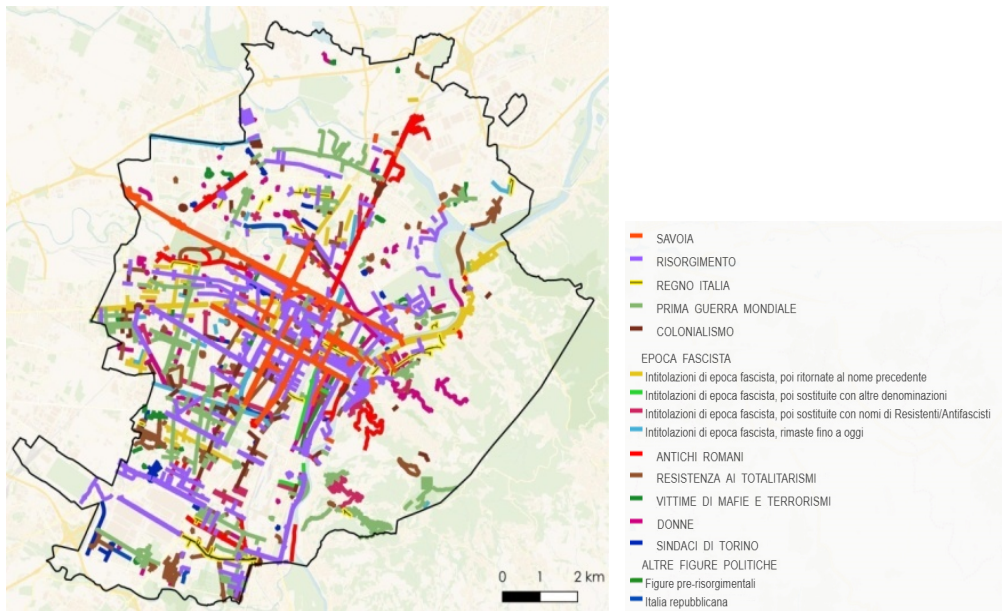 0 1 2 km
SAVOIA
RISORGIMENTO
REGNO ITALIA
PRIMA GUERRA MONDIALE
COLONIALISMO
EPOCA FASCISTA
Intitolazioni di epoca fascista, poi ritornate al nome precedente
Intitolazioni di epoca fascista, poi sostituite con altre denominazioni
Intitolazioni di epoca fascista, poi sostituite con nomi di Resistenti/Antifascisti
Intitolazioni di epoca fascista, rimaste fino a oggi
ANTICHI ROMANI
RESISTENZA AI TOTALITARISMI
VITTIME DI MAFIE E TERRORISMI
DONNE
SINDACI DI TORINO
ALTRE FIGURE POLITICHE
Figure pre-risorgimentali
Italia repubblicana